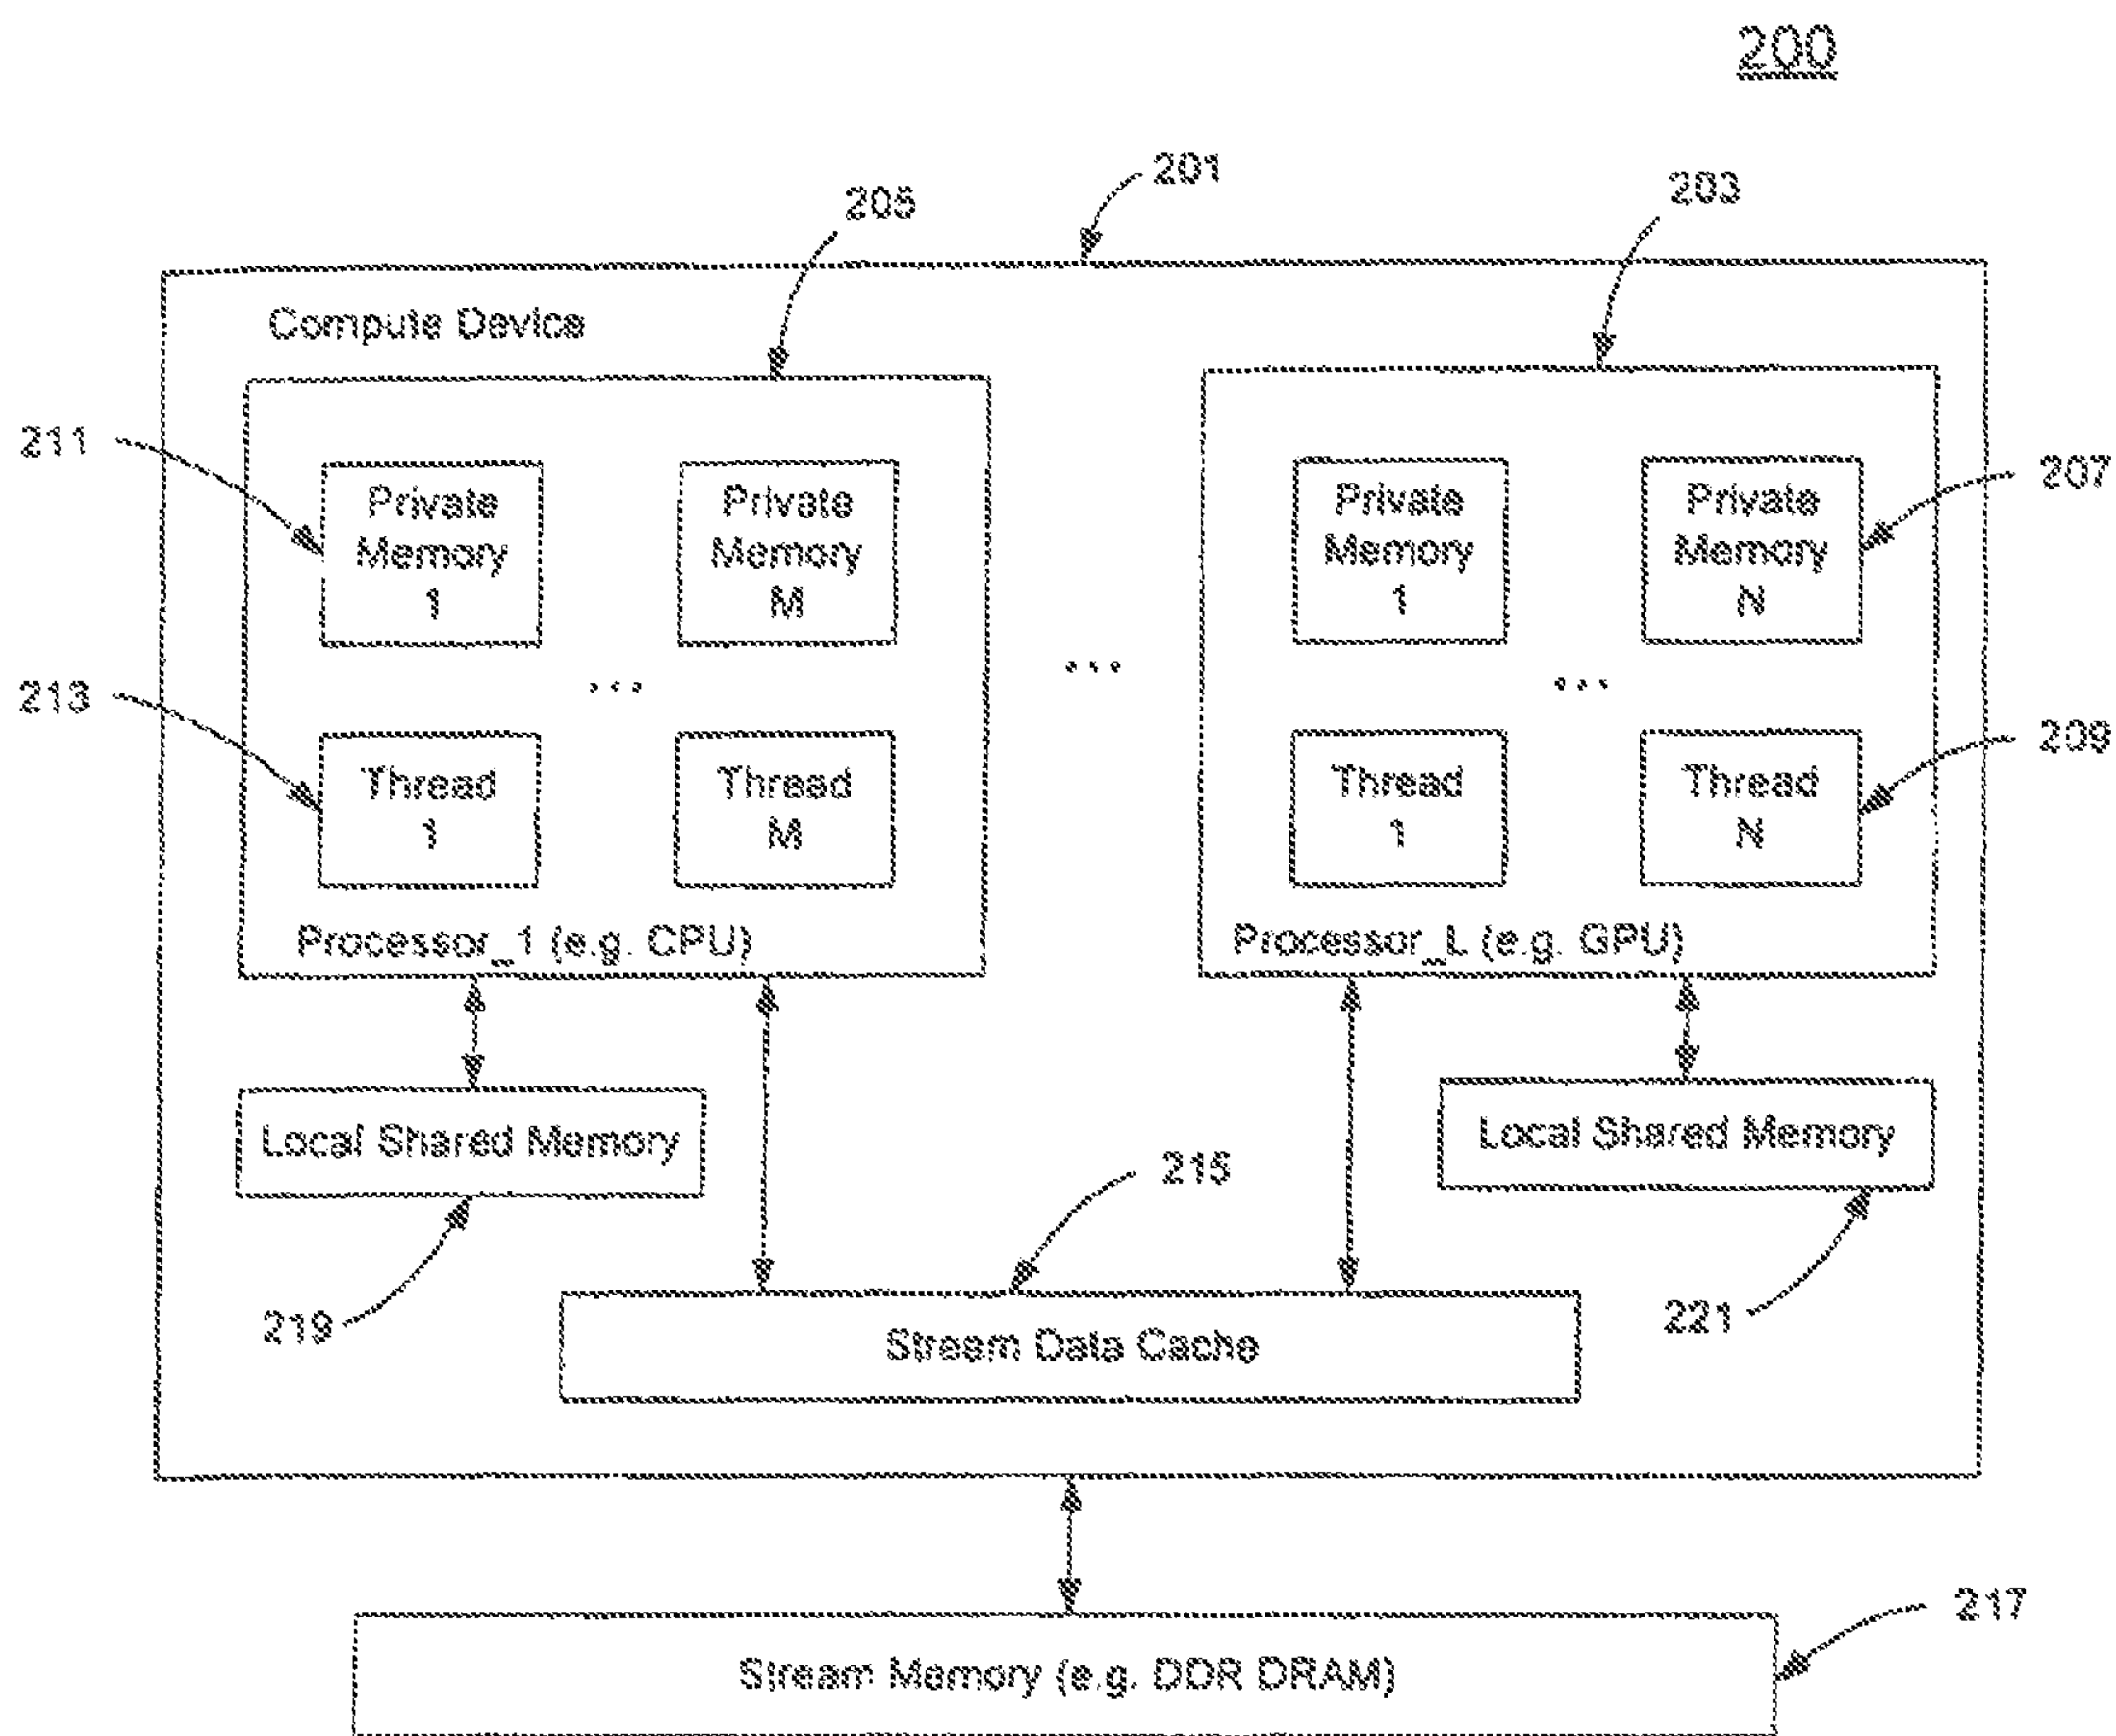 200
201
205
203
Compute Device
211
Private
Memory
1
Private
Memory
M
Private
Memory
1
Private
Memory
N
207
...
...
...
213
Thread
1
Thread
M
Thread
1
Thread
N
209
Processor_1 (e.g. CPU)
Processor_L (e.g. GPU)
Local Shared Memory
Local Shared Memory
215
219
221
Stream Data Cache
217
Stream Memory (e.g. DDR DRAM)